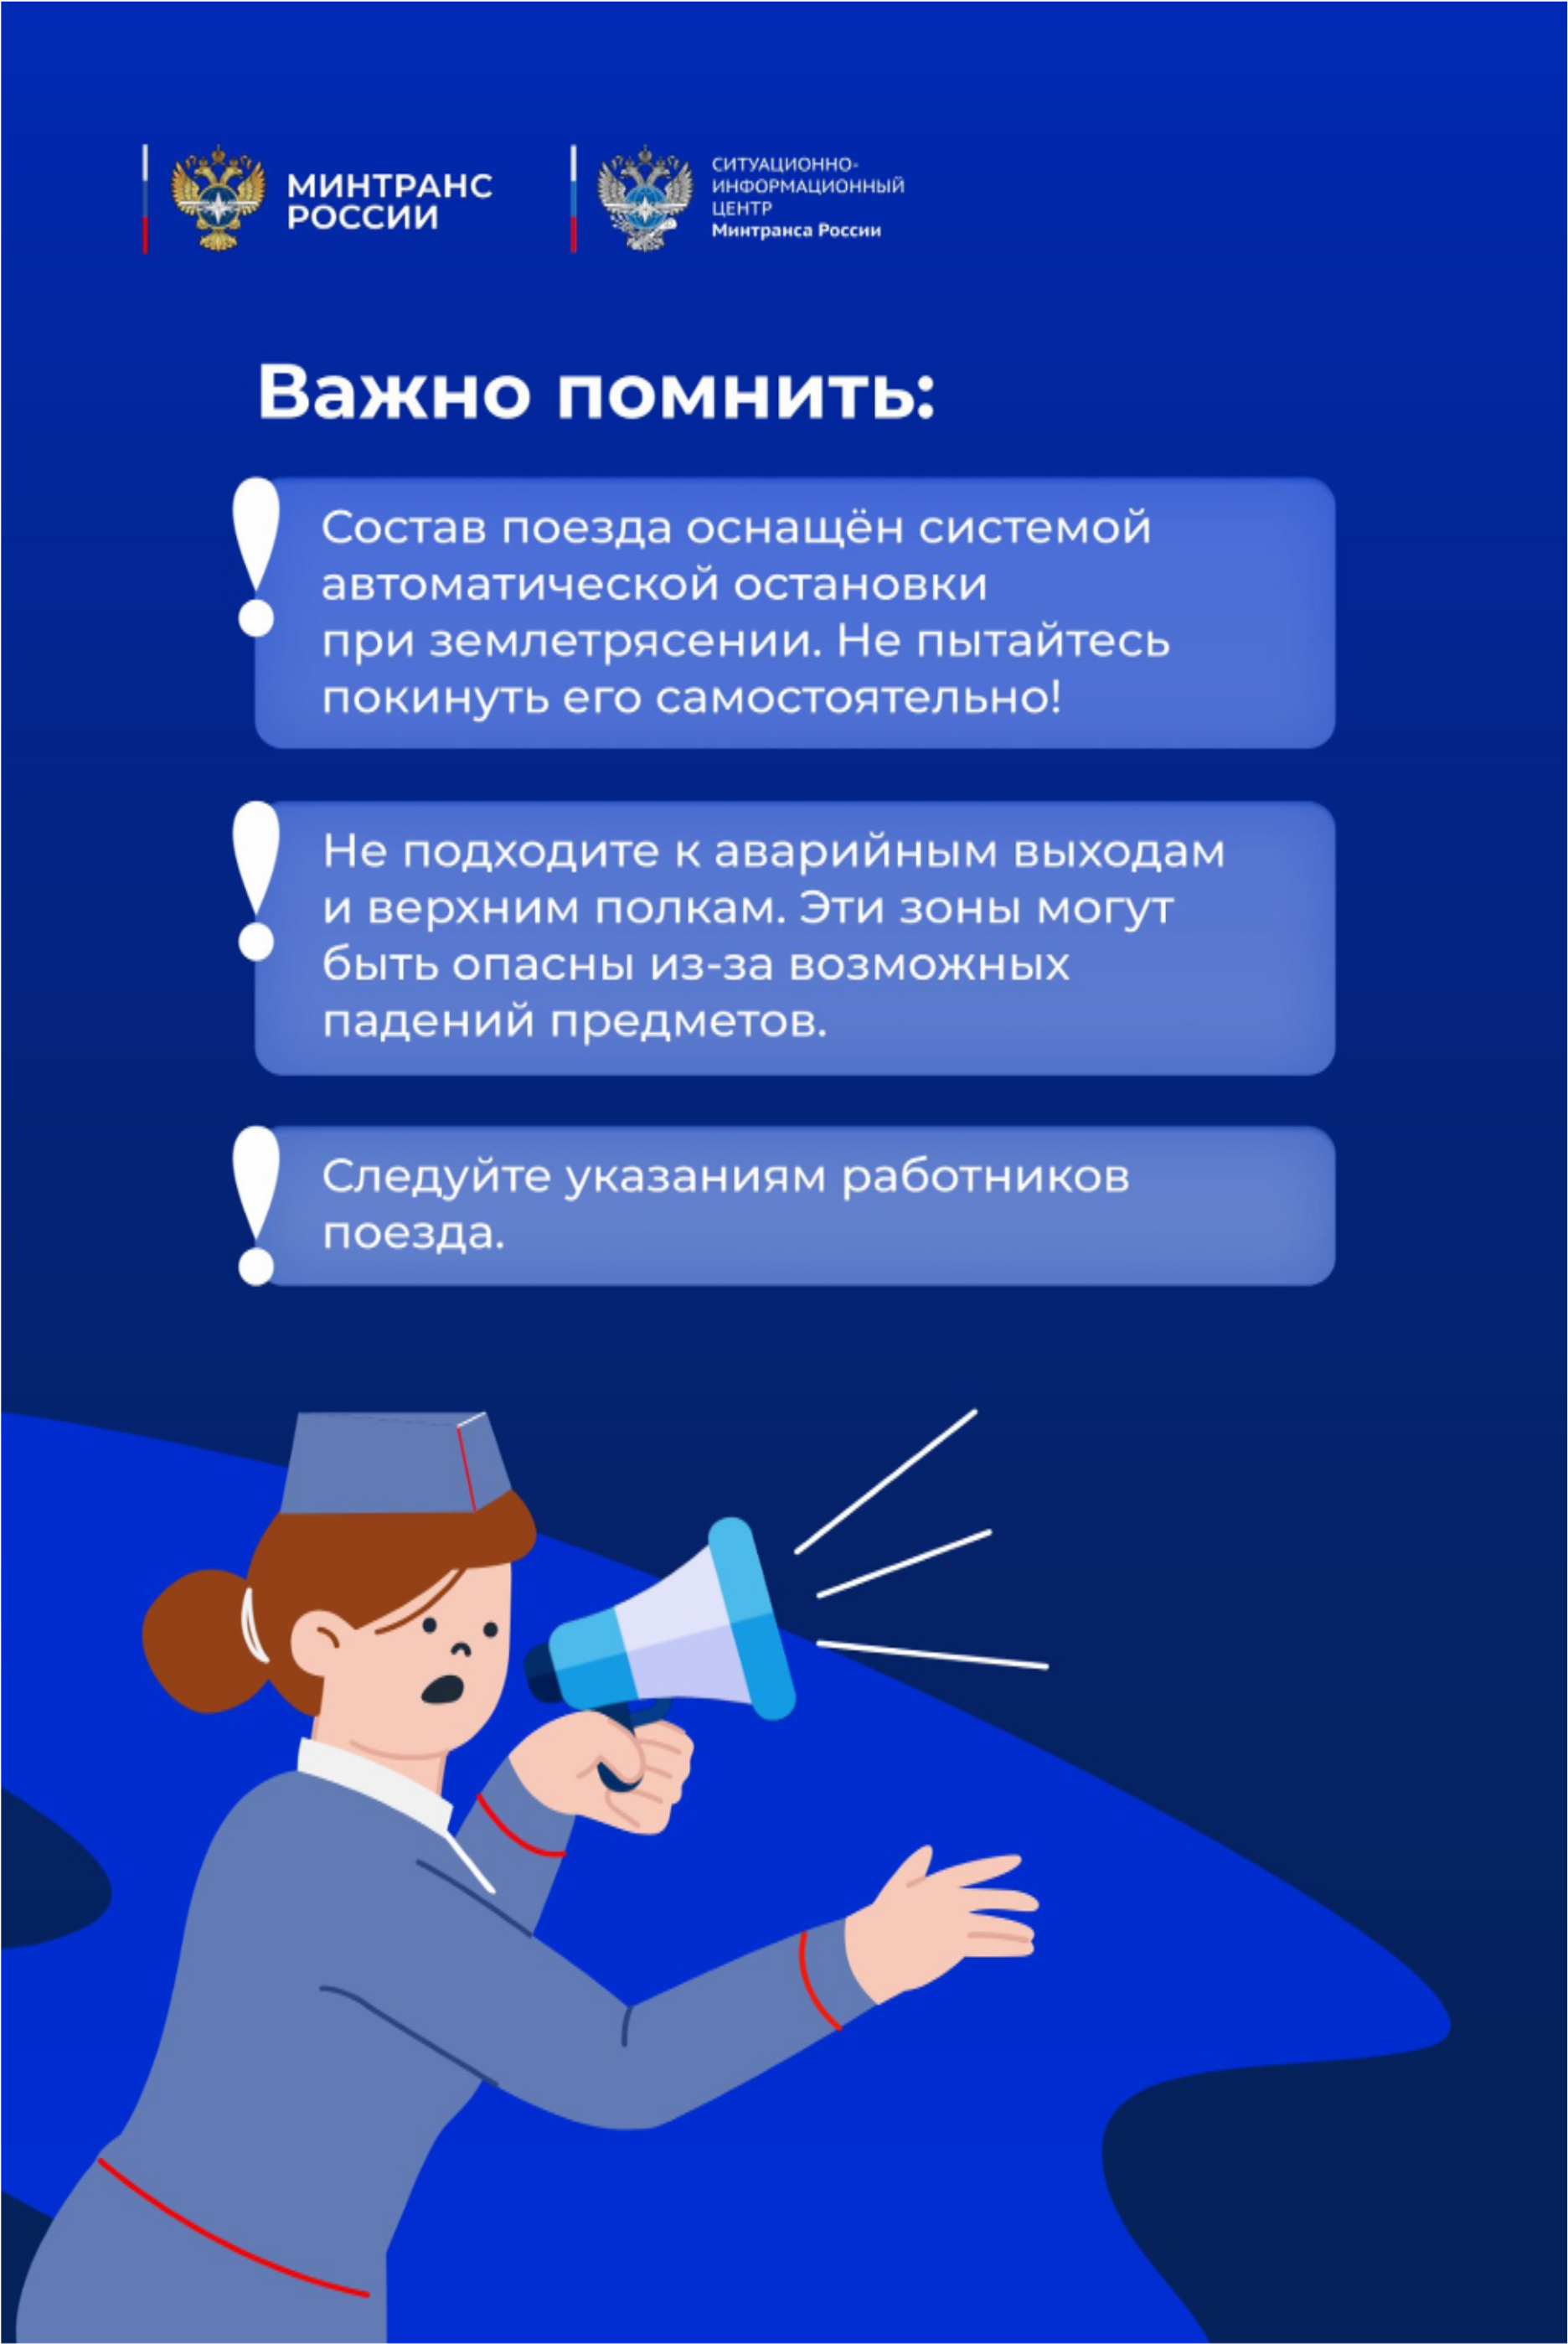 МИНТРАНС
РОССИИ
СИТУАЦИОННО-
ИНФОРМАЦИОННЫЙ
ЦЕНТР
Минтранса России
Важно помнить:
Состав поезда оснащён системой
автоматической остановки
при землетрясении. Не пытайтесь
покинуть его самостоятельно!
Не подходите к аварийным выходам
и верхним полкам. Эти зоны могут
быть опасны из-за возможных
падений предметов.
Следуйте указаниям работников
поезда.